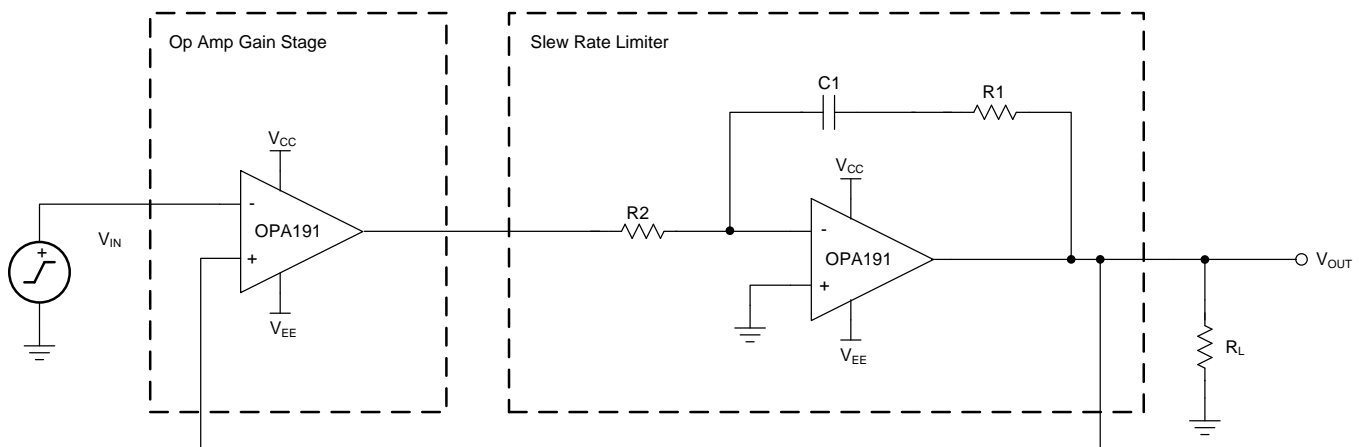 Op Amp Gain Stage
Slew Rate Limiter
C1
R1
VCC
VCC
R2
-
OPA191
+
-
OPA191
+
+
VIN
VOUT
VEE
VEE
RL